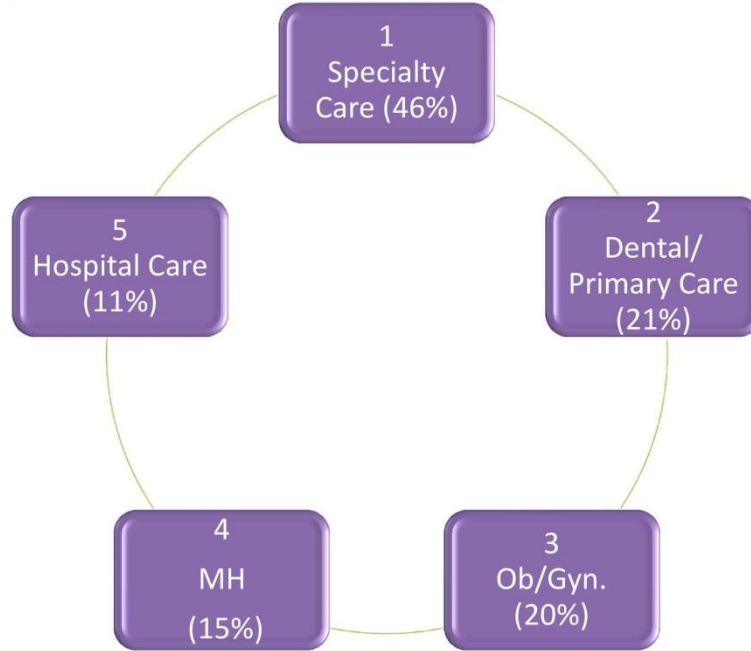 1
Specialty
Care (46%)
2
Dental/
Primary Care
(21%)
3
Ob/Gyn.
(20%)
4
MH
(15%)
5
Hospital Care
(11%)